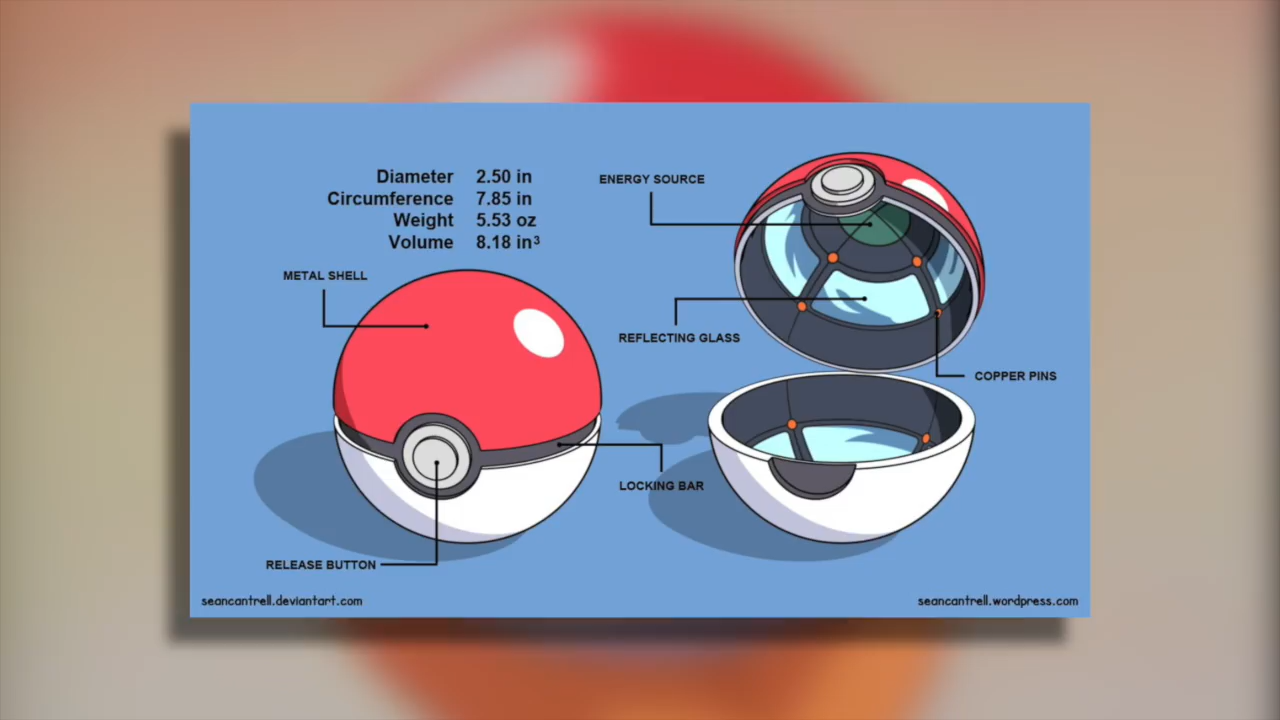 Diameter 2.50 in
Circumference 7.85 in
Weight 5.53 oz
Volume 8.18 in³
METAL SHELL
LOCKING BAR
RELEASE BUTTON
ENERGY SOURCE
REFLECTING GLASS
COPPER PINS
seancantrell.deviantart.com
seancantrell.wordpress.com